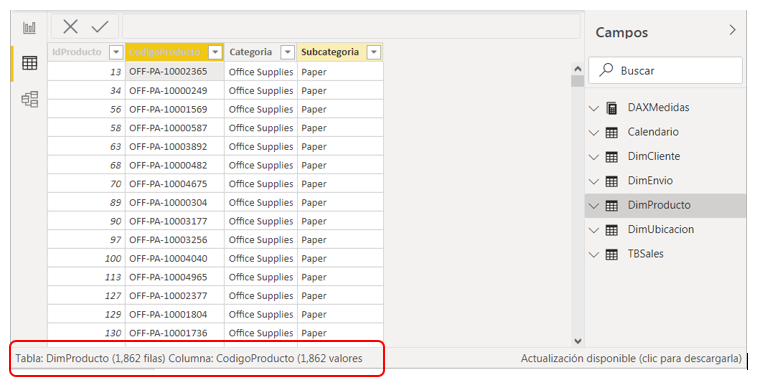 Campos
IdProducto CodigoProducto Categoria Subcategoria
Buscar
13 OFF-PA-10002365 Office Supplies Paper
34 OFF-PA-10000249 Office Supplies Paper
56 OFF-PA-10001569 Office Supplies Paper
58 OFF-PA-10000587 Office Supplies Paper
63 OFF-PA-10003892 Office Supplies Paper
68 OFF-PA-10000482 Office Supplies Paper
70 OFF-PA-10004675 Office Supplies Paper
89 OFF-PA-10000304 Office Supplies Paper
90 OFF-PA-10003177 Office Supplies Paper
97 OFF-PA-10003256 Office Supplies Paper
100 OFF-PA-10004040 Office Supplies Paper
113 OFF-PA-10004965 Office Supplies Paper
127 OFF-PA-10002377 Office Supplies Paper
129 OFF-PA-10001804 Office Supplies Paper
130 OFF-PA-10001736 Office Supplies Paper
DAXMedidas
Calendario
DimCliente
DimEnvio
DimProducto
DimUbicacion
TBSales
Tabla: DimProducto (1,862 filas) Columna: CodigoProducto (1,862 valores
Actualización disponible (clic para descargarla)